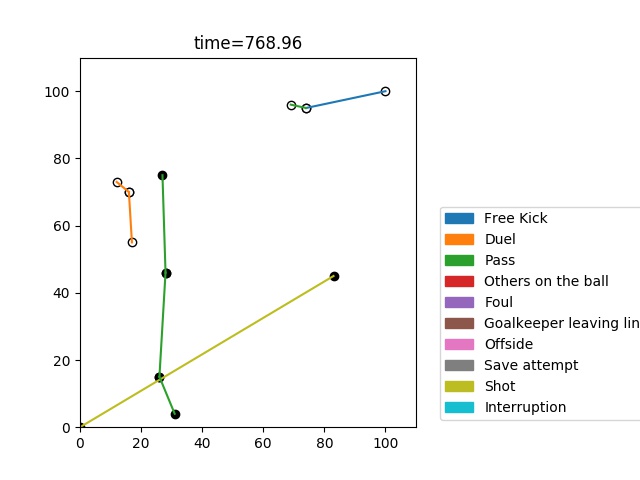 time=768.96
100
80
60
40
20
0
0 20 40 60 80 100
Free Kick
Duel
Pass
Others on the ball
Foul
Goalkeeper leaving lin
Offside
Save attempt
Shot
Interruption